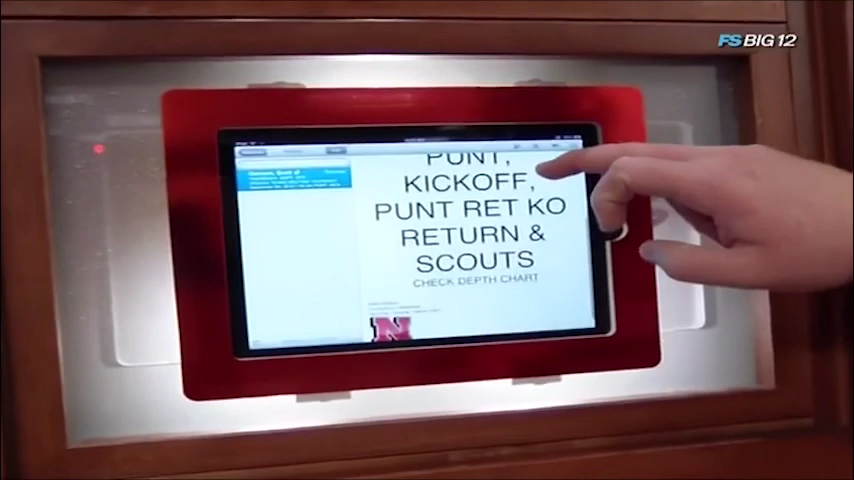 FS BIG 12
PUNT,
KICKOFF,
PUNT RET KO
RETURN &
SCOUTS
CHECK DEPTH CHART
N